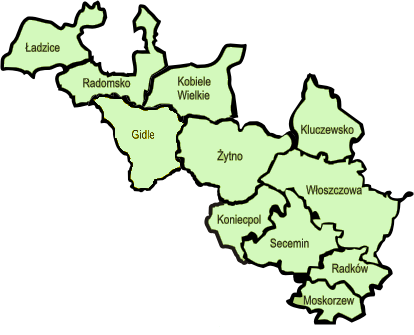 Ładzice
Radomsko
Kobiele
Wielkie
Gidle
Kluczewsko
Żytno
Włoszczowa
Koniecpol
Secemin
Radków
Moskorzew